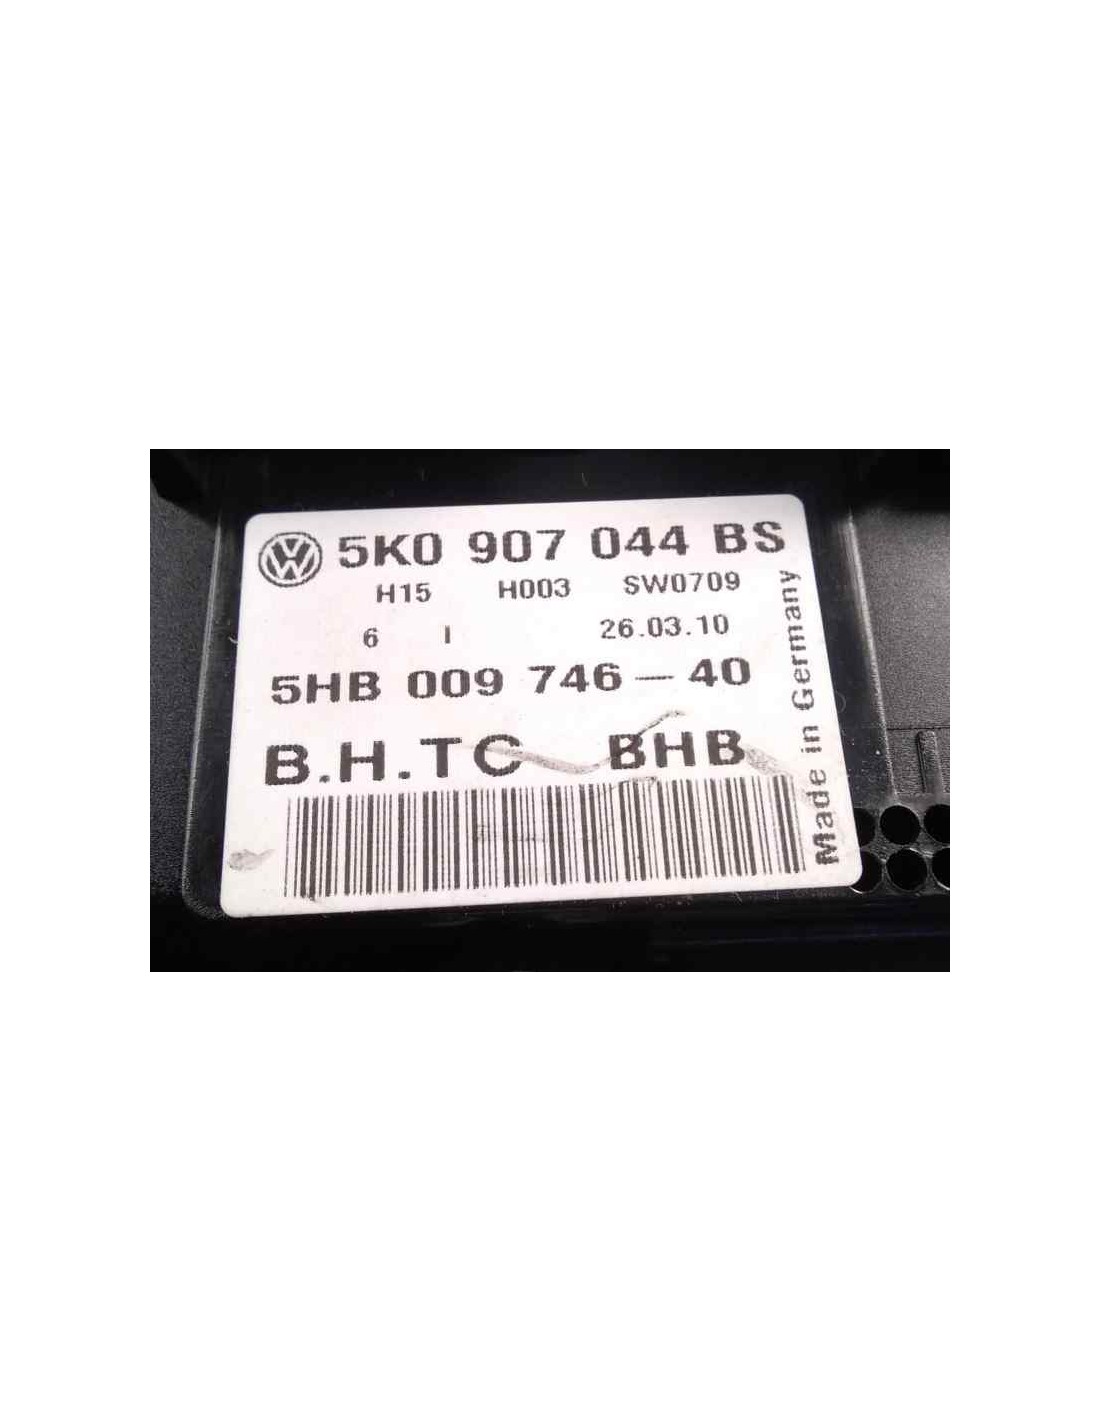 5K0 907 044 BS
H15 H003 SW0709
6 I 26.03.10
5HB 009 746-40
B.H.TC BHB
Made in Germany